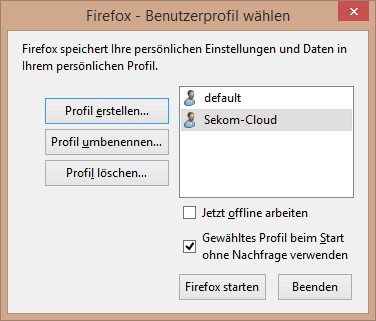 Firefox - Benutzerprofil wählen
Firefox speichert Ihre persönlichen Einstellungen und Daten in
Ihrem persönlichen Profil.
Profil erstellen...
Profil umbenennen...
Profil löschen...
default
Sekom-Cloud
Jetzt offline arbeiten
Gewähltes Profil beim Start
ohne Nachfrage verwenden
Firefox starten
Beenden